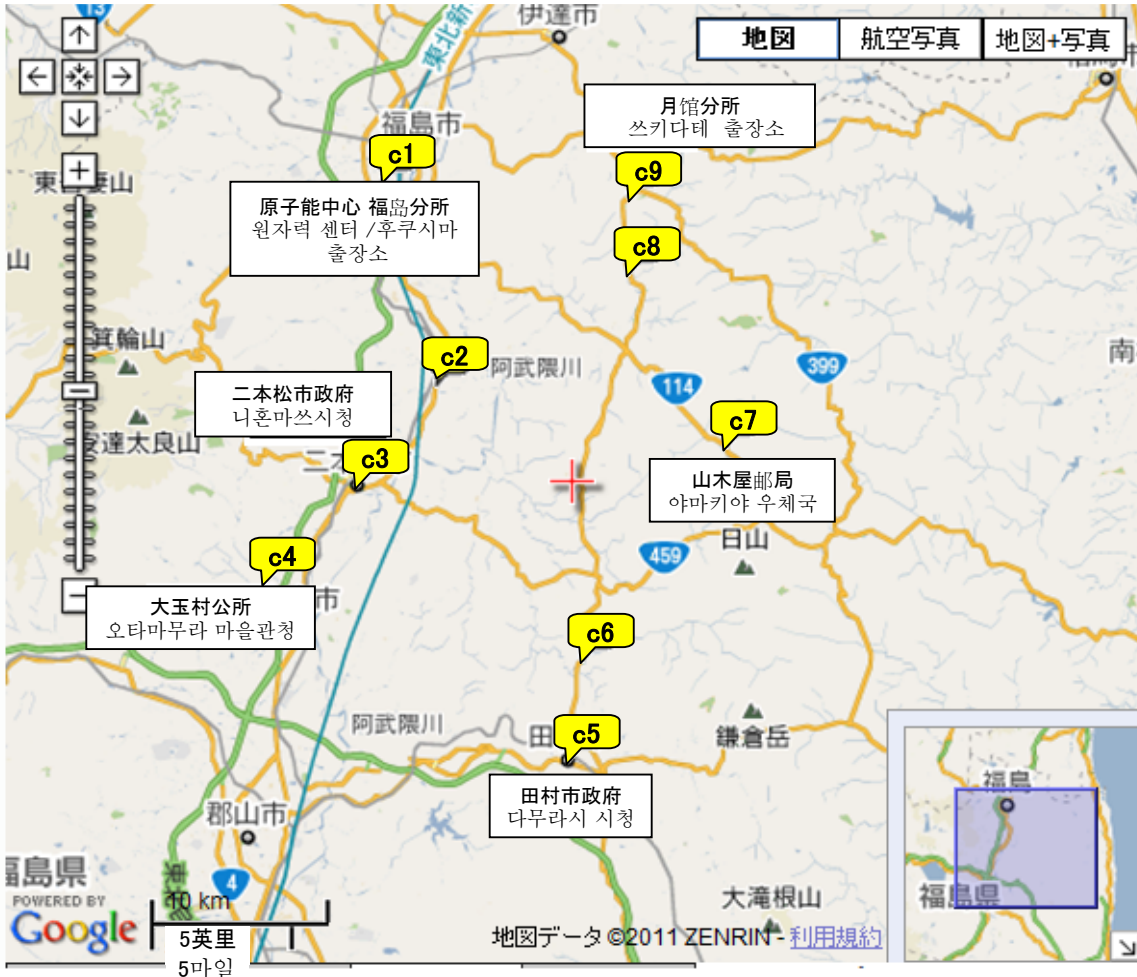 13
伊達市
地図
航空写真
地図+写真
東北新
福島市
月馆分所
쓰키다테 출장소
c1
c9
原子能中心 福岛分所
원자력 센터 /후쿠시마
출장소
c8
山
箕輪山
c2
阿武隈川
399
南
114
二本松市政府
니혼마쓰시청
c7
安達太良山
c3
山木屋邮局
야마키야 우체국
日山
459
c4
大玉村公所
오타마무라 마을관청
市
c6
阿武隈川
田
c5
鎌倉岳
田村市政府
다무라시 시청
福島
郡山市
福島県
4
福島県
大滝根山
POWERED BY
Google
10 km
5英里
5마일
地図データ ©2011 ZENRIN - 利用規約